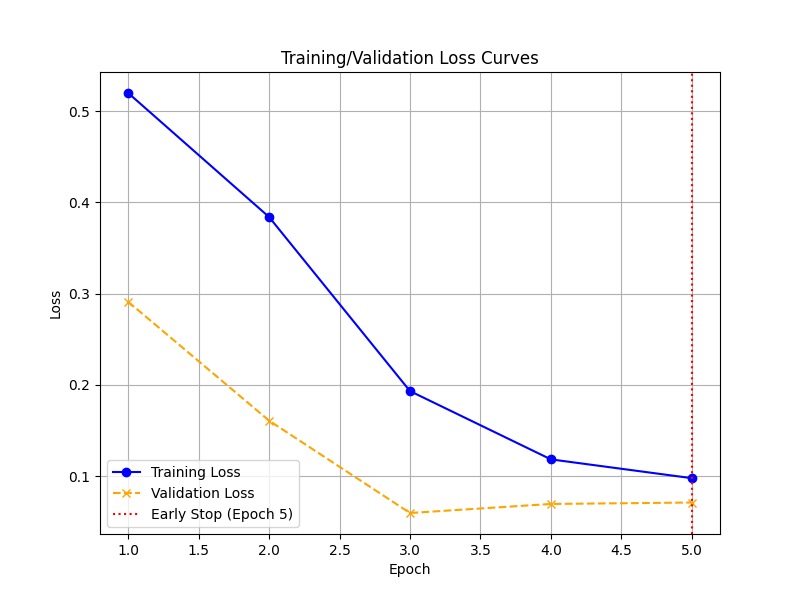 Training/Validation Loss Curves
Loss
0.5
0.4
0.3
0.2
0.1
Training Loss
Validation Loss
Early Stop (Epoch 5)
1.0 1.5 2.0 2.5 3.0 3.5 4.0 4.5 5.0
Epoch